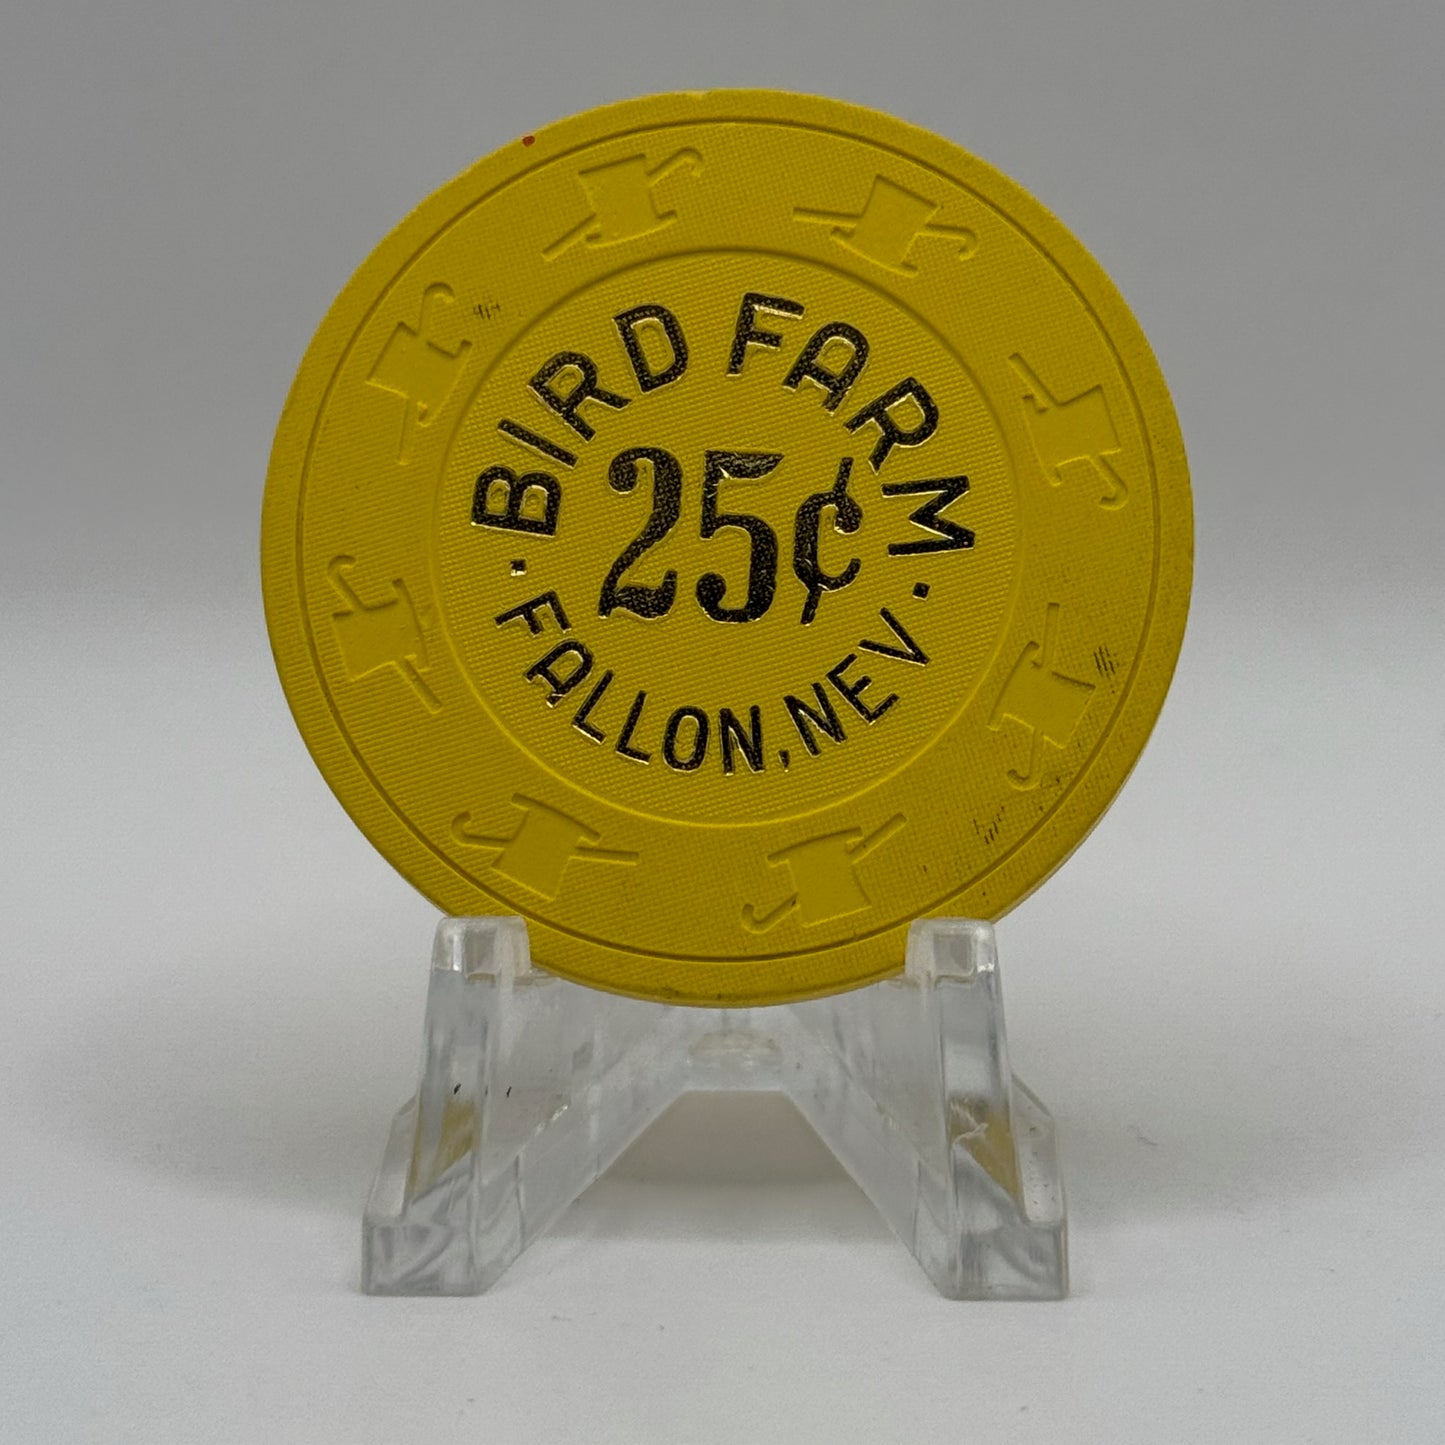 BIRD FARM
25¢
· FALLON, NEV ·